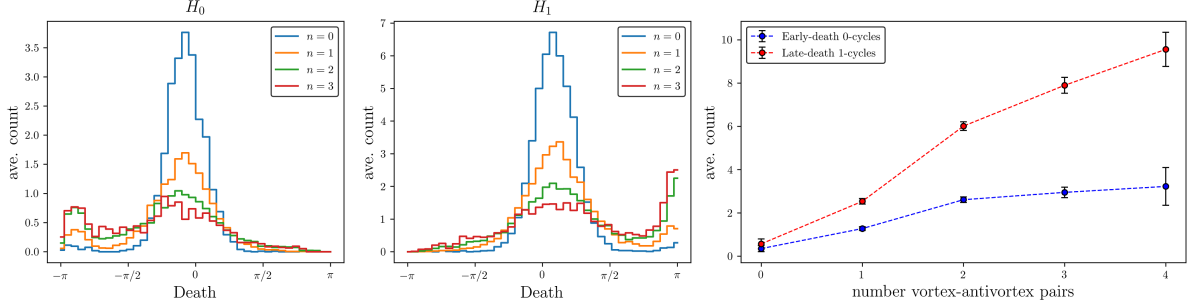 H₀
ave. count
3.5
3.0
2.5
2.0
1.5
1.0
0.5
0.0
n = 0
n = 1
n = 2
n = 3
−π −π/2 0 π/2 π
Death
H₁
ave. count
7
6
5
4
3
2
1
0
n = 0
n = 1
n = 2
n = 3
−π −π/2 0 π/2 π
Death
ave. count
10
8
6
4
2
0
Early-death 0-cycles
Late-death 1-cycles
0 1 2 3 4
number vortex-antivortex pairs